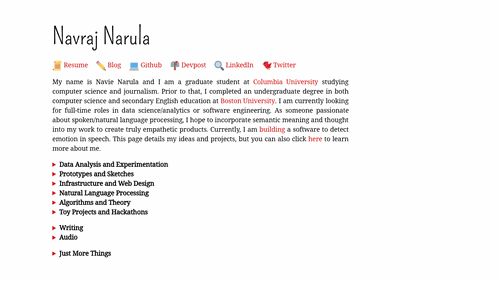 Navraj Narula
Resume Blog Github Devpost LinkedIn Twitter
My name is Navie Narula and I am a graduate student at Columbia University studying
computer science and journalism. Prior to that, I completed an undergraduate degree in both
computer science and secondary English education at Boston University. I am currently looking
for full-time roles in data science/analytics or software engineering. As someone passionate
about spoken/natural language processing, I hope to incorporate semantic meaning and thought
into my work to create truly empathetic products. Currently, I am building a software to detect
emotion in speech. This page details my ideas and projects, but you can also click here to learn
more about me.
Data Analysis and Experimentation
Prototypes and Sketches
Infrastructure and Web Design
Natural Language Processing
Algorithms and Theory
Toy Projects and Hackathons
Writing
Audio
Just More Things